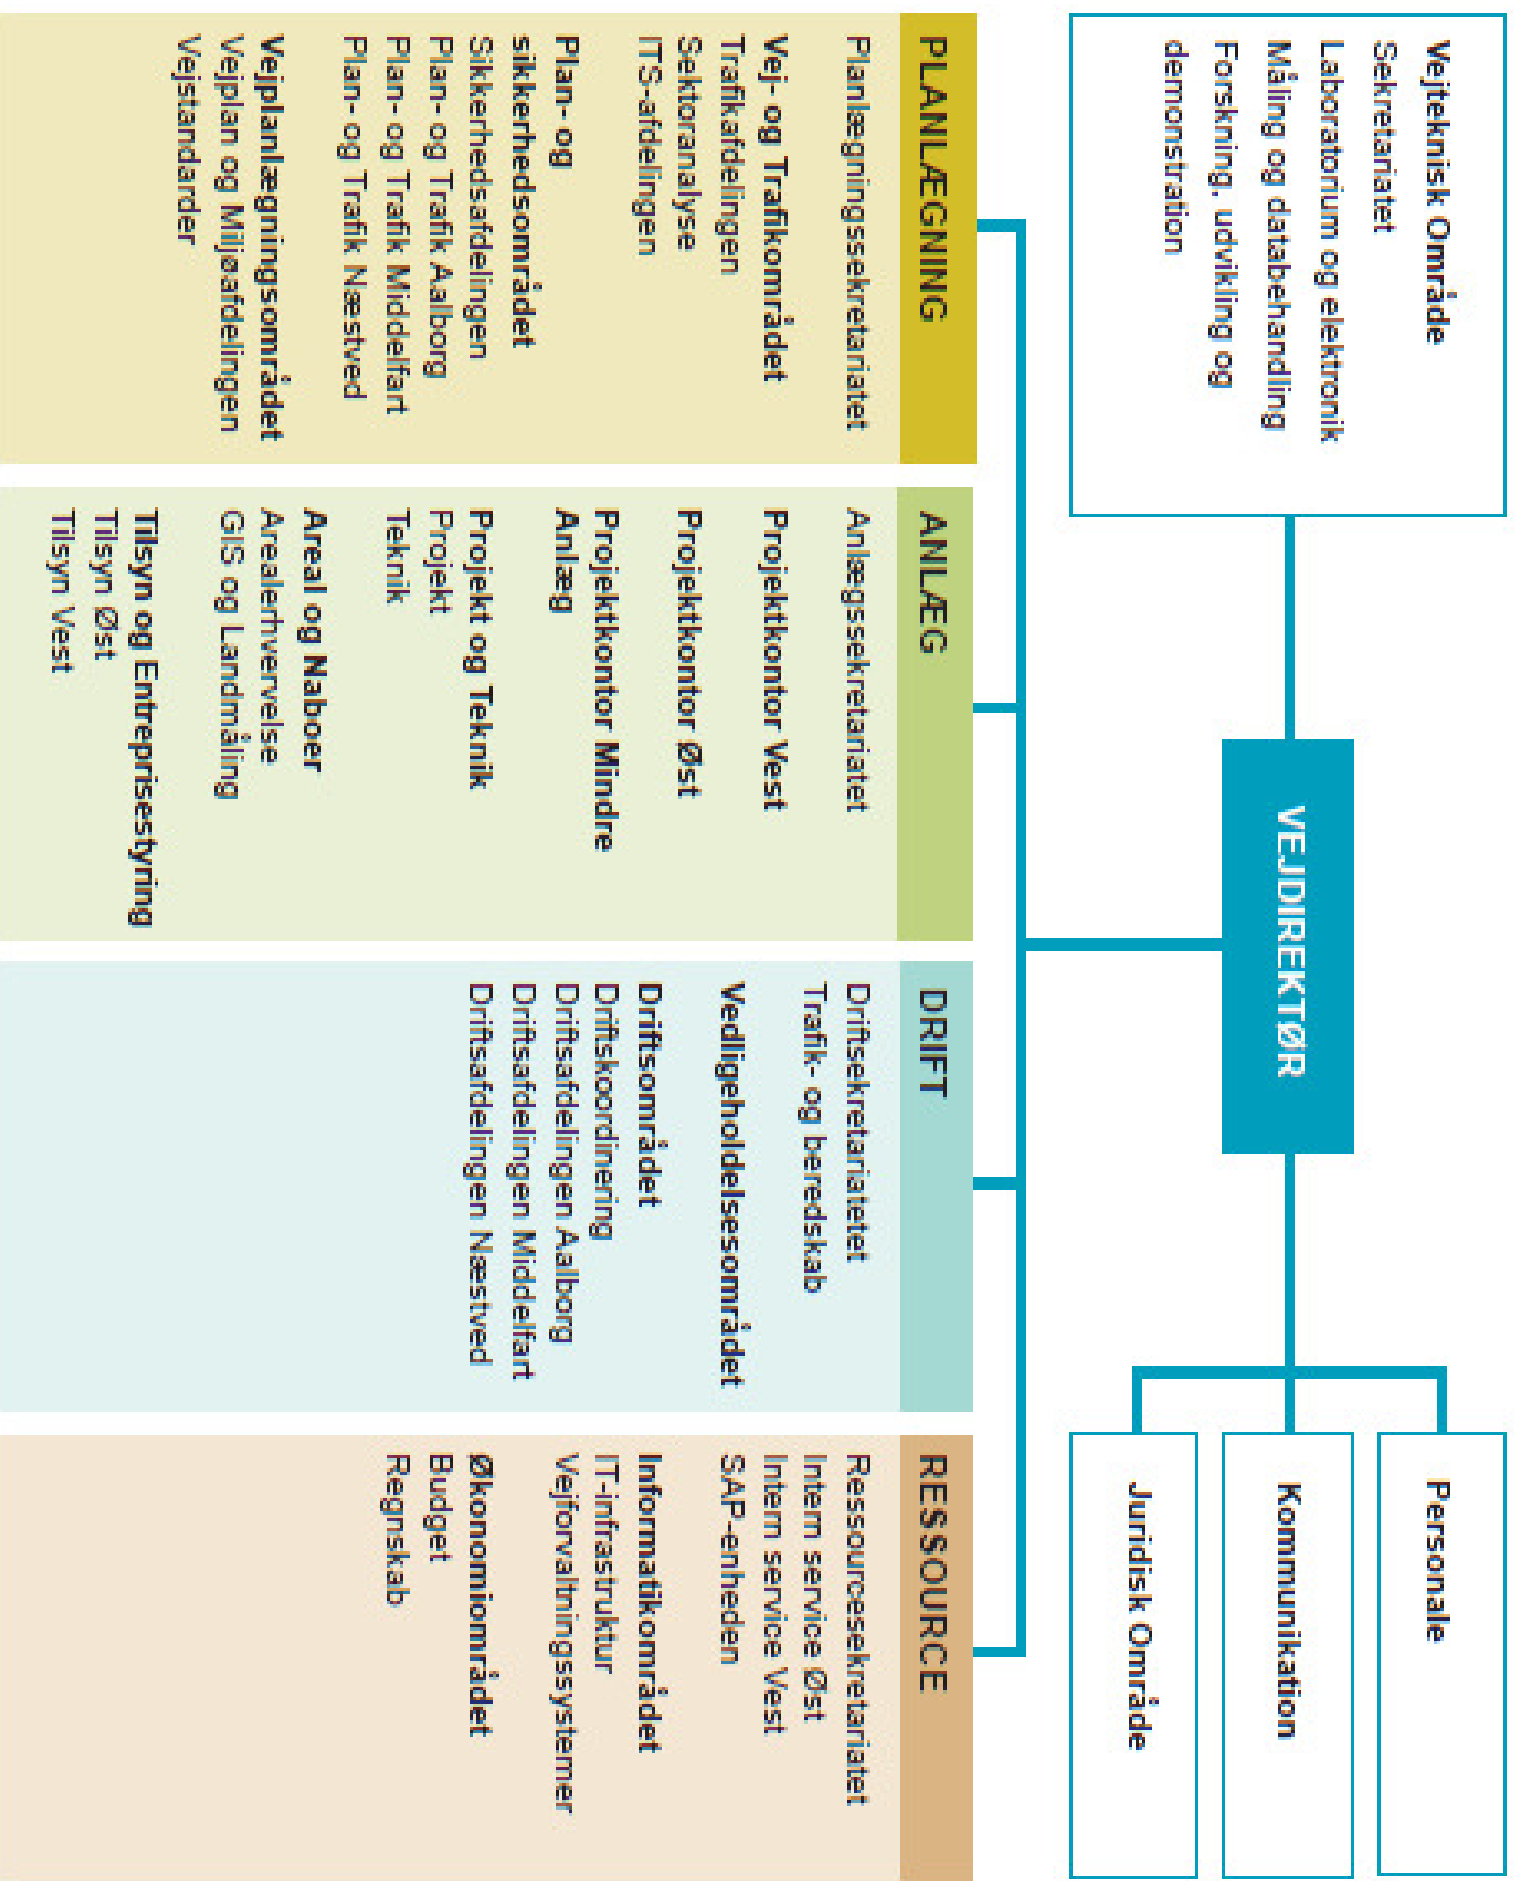 Vejteknisk Område
Sekretariatet
Laboratorium og elektronik
Måling og databehandling
Forskning, udvikling og
demonstration
VEJDIREKTØR
Personale
Kommunikation
Juridisk Område
PLANLÆGNING
Planlægningssekretariatet
Vej- og Trafikområdet
Trafikafdelingen
Sektoranalyse
ITS-afdelingen
Plan- og
sikkerhedsområdet
Sikkerhedsafdelingen
Plan- og Trafik Aalborg
Plan- og Trafik Middelfart
Plan- og Trafik Næstved
Vejplanlægningsområdet
Vejplan og Miljøafdelingen
Vejstandarder
ANLÆG
Anlægssekretariatet
Projektkontor Vest
Projektkontor Øst
Projektkontor Mindre
Anlæg
Projekt og Teknik
Projekt
Teknik
Areal og Naboer
Arealerhvervelse
GIS og Landmåling
Tilsyn og Entreprisestyring
Tilsyn Øst
Tilsyn Vest
DRIFT
Driftsekretariatetet
Trafik- og beredskab
Vedligeholdelsesområdet
Driftsområdet
Driftskoordinering
Driftsafdelingen Aalborg
Driftsafdelingen Middelfart
Driftsafdelingen Næstved
RESSOURCE
Ressourcesekretariatet
Intern service Øst
Intern service Vest
SAP-enheden
Informatikområdet
IT-infrastruktur
Vejforvaltningssystemer
Økonomiområdet
Budget
Regnskab